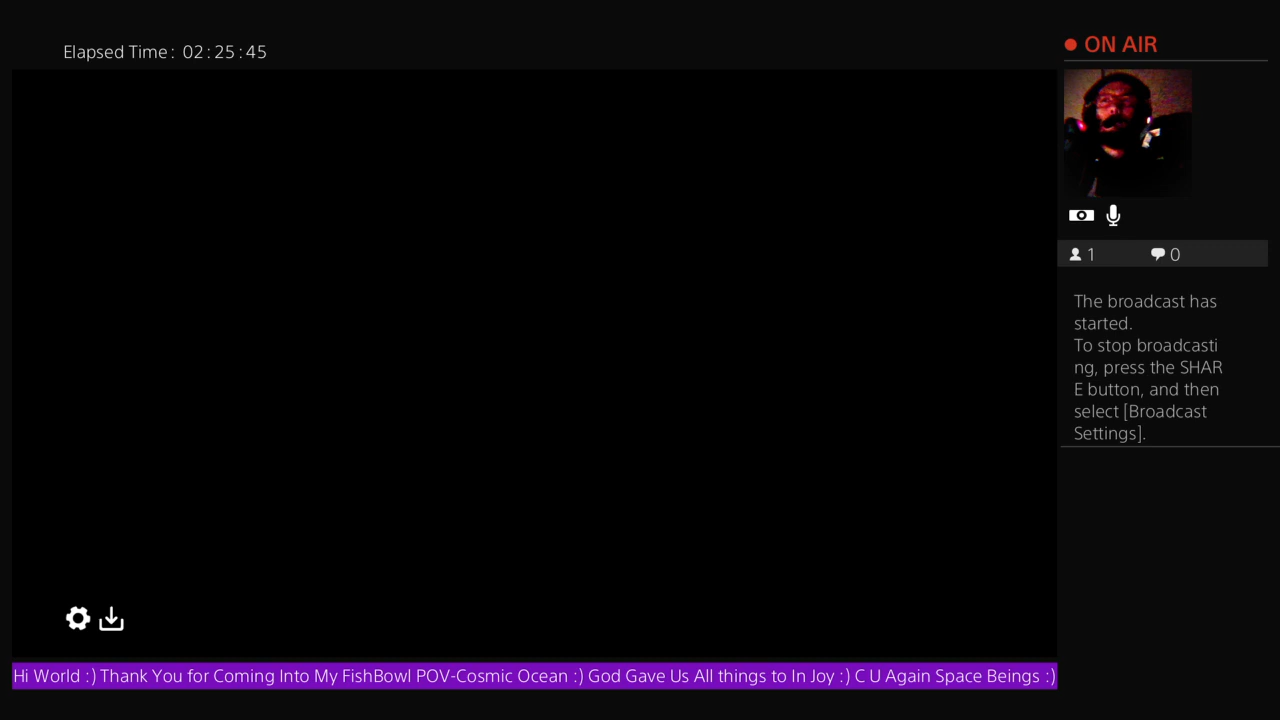 Elapsed Time: 02:25:45
ON AIR
1 0
The broadcast has
started.
To stop broadcasti
ng, press the SHAR
E button, and then
select [Broadcast
Settings].
Hi World :) Thank You for Coming Into My FishBowl POV-Cosmic Ocean :) God Gave Us All things to In Joy :) C U Again Space Beings :)